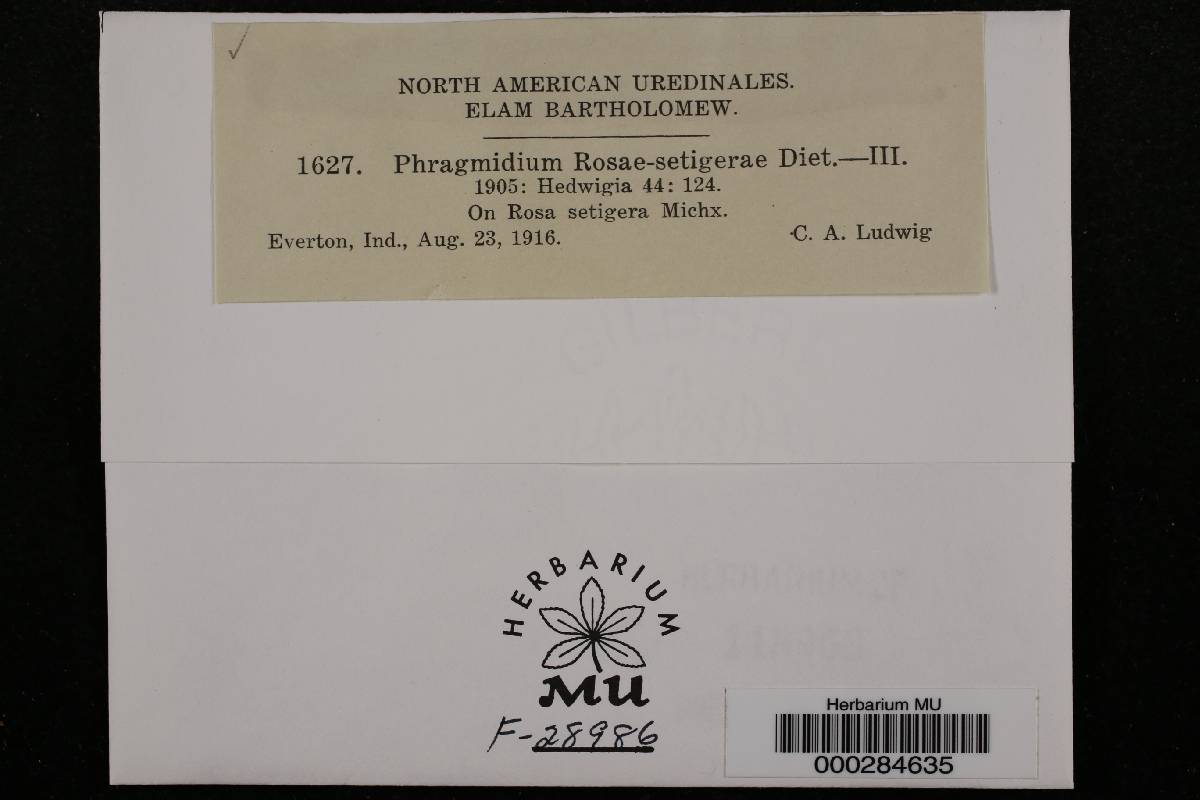 NORTH AMERICAN UREDINALES.
ELAM BARTHOLOMEW.
1627. Phragmidium Rosae-setigerae Diet.—III.
1905: Hedwigia 44: 124.
On Rosa setigera Michx.
Everton, Ind., Aug. 23, 1916. C. A. Ludwig
HERBARIUM
MU
F-28986
Herbarium MU
000284635